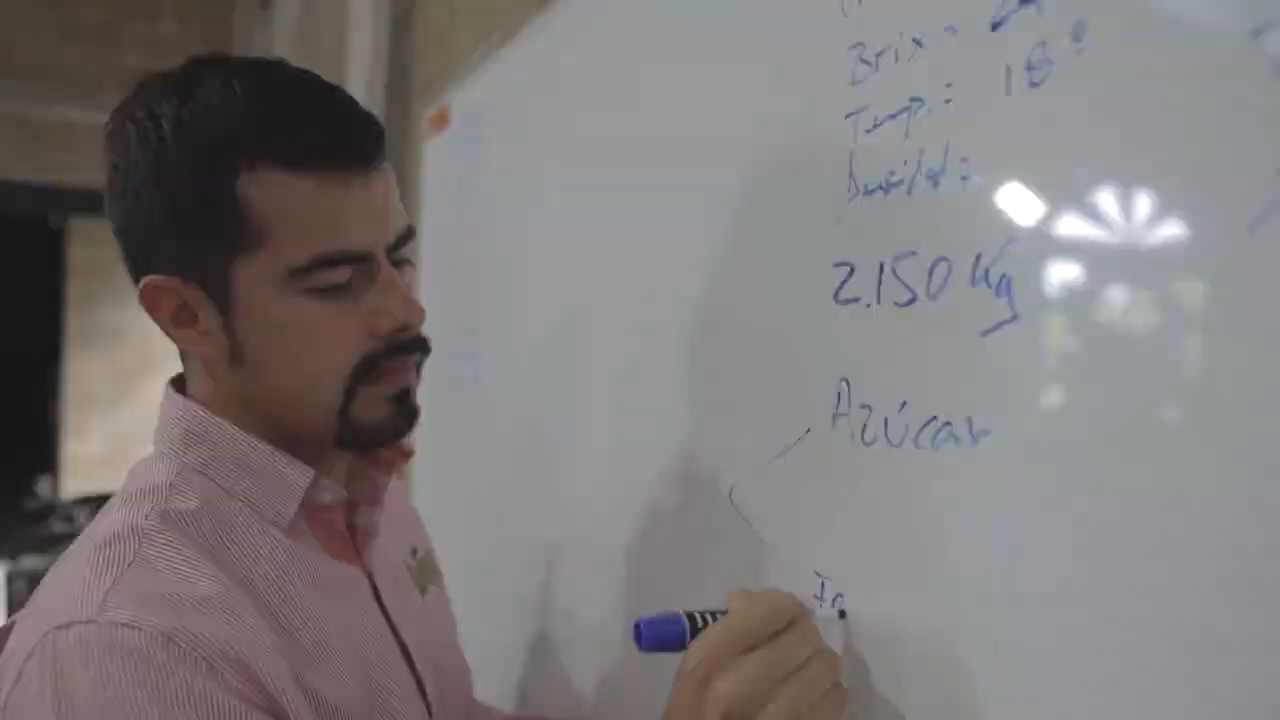 Brix =
Temp.: 18°
Densidad =
2.150 Kg
Azúcar